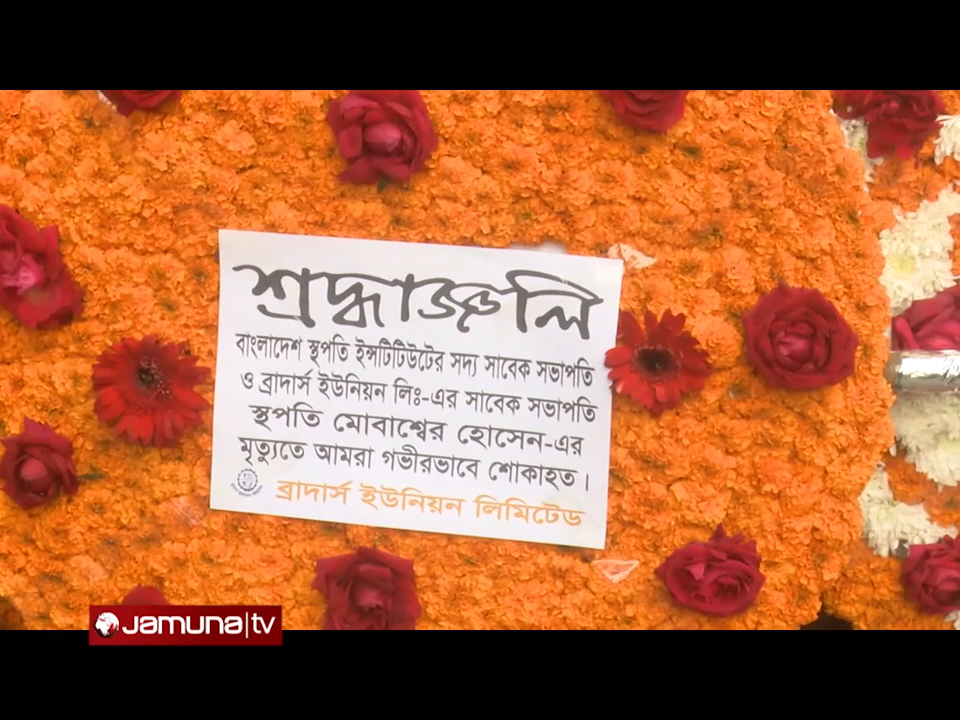 শ্রদ্ধাঞ্জলি
বাংলাদেশ স্থপতি ইন্সটিটিউটের সদ্য সাবেক সভাপতি
ও ব্রাদার্স ইউনিয়ন লিঃ-এর সাবেক সভাপতি
স্থপতি মোবাশ্বের হোসেন-এর
মৃত্যুতে আমরা গভীরভাবে শোকাহত।
ব্রাদার্স ইউনিয়ন লিমিটেড
Jamuna|tv